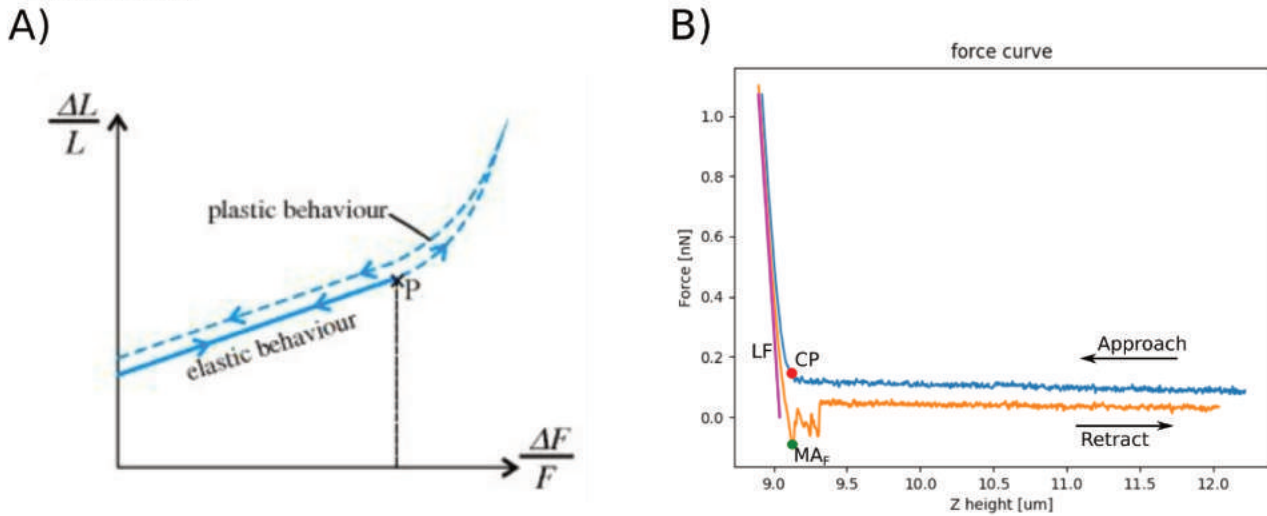 A)
ΔL
L
plastic behaviour
P
elastic behaviour
ΔF
F
B)
force curve
Force [nN]
1.0
0.8
0.6
0.4
0.2
0.0
LF
CP
Approach
Retract
MA_F
9.0 9.5 10.0 10.5 11.0 11.5 12.0
Z height [um]